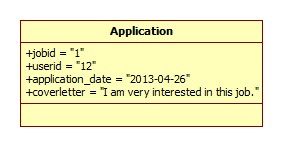 Application
+jobid = "1"
+userid = "12"
+application_date = "2013-04-26"
+coverletter = "I am very interested in this job."